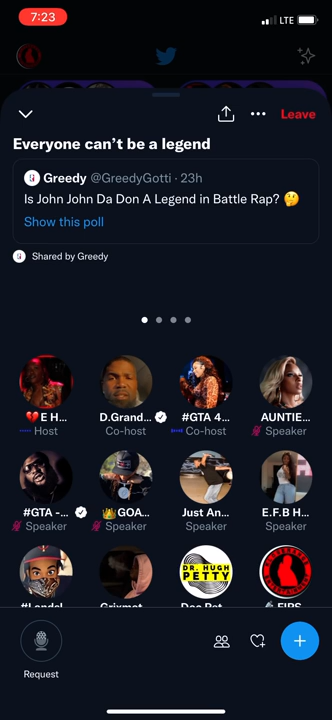 7:23
LTE
Leave
Everyone can't be a legend
Greedy @GreedyGotti · 23h
Is John John Da Don A Legend in Battle Rap? 🤔
Show this poll
Shared by Greedy
💔E H...
D.Grand...
#GTA 4...
AUNTIE...
Host
Co-host
Co-host
Speaker
#GTA -...
👑GOA...
Just An...
E.F.B H...
Speaker
Speaker
Speaker
Speaker
DR. HUGH
PETTY
Request